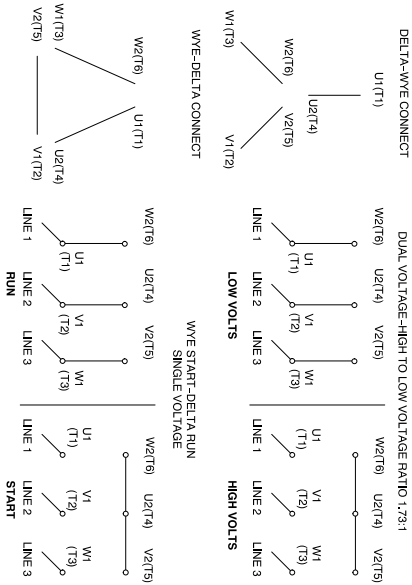 DUAL VOLTAGE–HIGH TO LOW VOLTAGE RATIO 1.73:1
DELTA–WYE CONNECT
U1(T1)
U2(T4)
W2(T6)
V2(T5)
W1(T3)
V1(T2)
W2(T6) U2(T4) V2(T5)
U1 (T1)
V1 (T2)
W1 (T3)
LINE 1 LINE 2 LINE 3
LOW VOLTS
W2(T6) U2(T4) V2(T5)
U1 (T1)
V1 (T2)
W1 (T3)
LINE 1 LINE 2 LINE 3
HIGH VOLTS
WYE START–DELTA RUN
SINGLE VOLTAGE
WYE–DELTA CONNECT
W2(T6)
U1(T1)
W1(T3)
V2(T5)
U2(T4)
V1(T2)
W2(T6) U2(T4) V2(T5)
U1 (T1)
V1 (T2)
W1 (T3)
LINE 1 LINE 2 LINE 3
RUN
W2(T6) U2(T4) V2(T5)
U1 (T1)
V1 (T2)
W1 (T3)
LINE 1 LINE 2 LINE 3
START